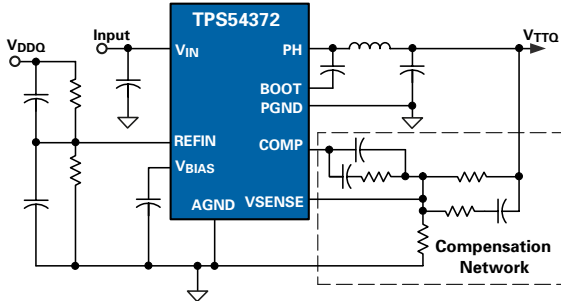 TPS54372
VDDQ
Input
VIN
PH
VTTQ
BOOT
PGND
REFIN
COMP
VBIAS
VSENSE
AGND
Compensation
Network